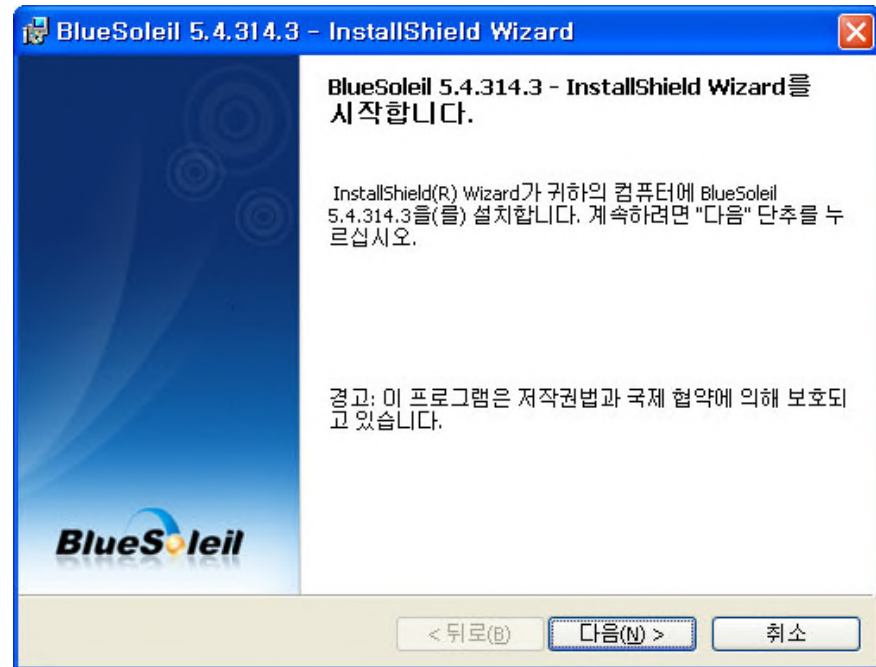 BlueSoleil 5.4.314.3 - InstallShield Wizard
BlueSoleil 5.4.314.3 - InstallShield Wizard를
시작합니다.
InstallShield(R) Wizard가 귀하의 컴퓨터에 BlueSoleil
5.4.314.3을(를) 설치합니다. 계속하려면 "다음" 단추를 누
르십시오.
경고: 이 프로그램은 저작권법과 국제 협약에 의해 보호되
고 있습니다.
BlueSoleil
< 뒤로(B) 다음(N) > 취소